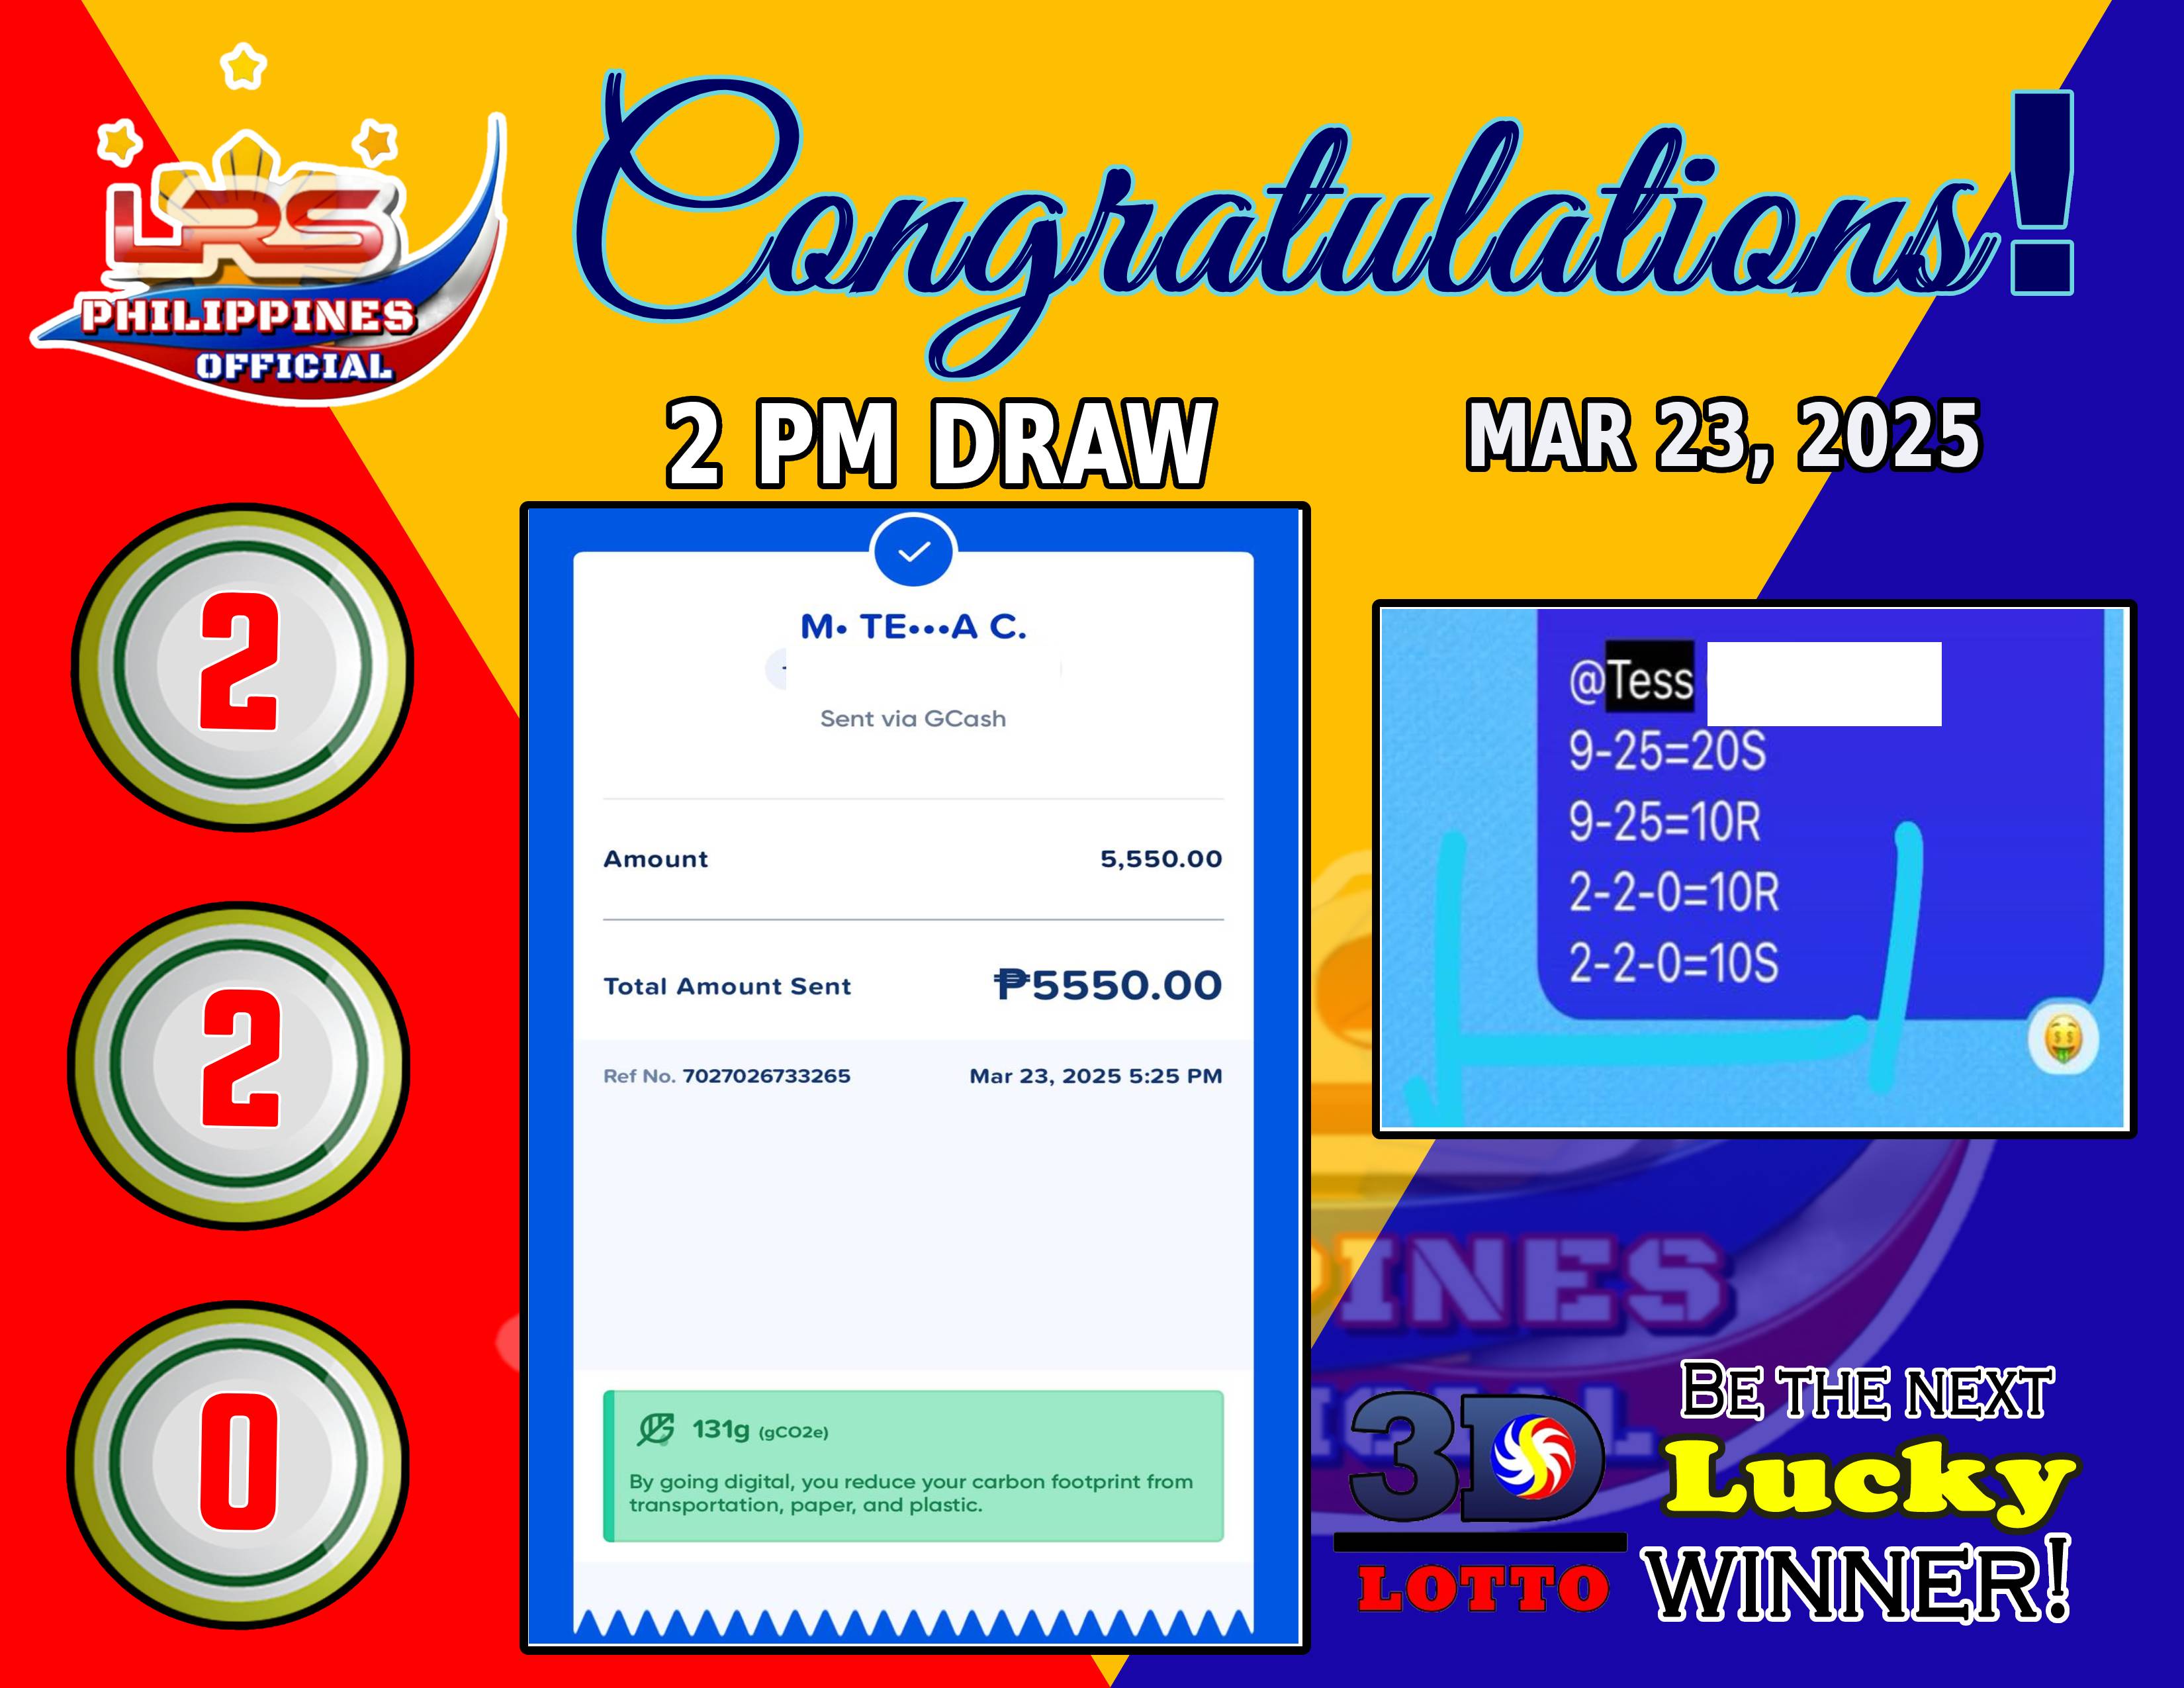 LRS
PHILIPPINES
OFFICIAL
Congratulations!
2 PM DRAW
MAR 23, 2025
2
2
0
M• TE•••A C.
Sent via GCash
Amount 5,550.00
Total Amount Sent ₱5550.00
Ref No. 7027026733265 Mar 23, 2025 5:25 PM
131g (gCO2e)
By going digital, you reduce your carbon footprint from
transportation, paper, and plastic.
@Tess
9-25=20S
9-25=10R
2-2-0=10R
2-2-0=10S
PINES
3D
LOTTO
BE THE NEXT
Lucky
WINNER!